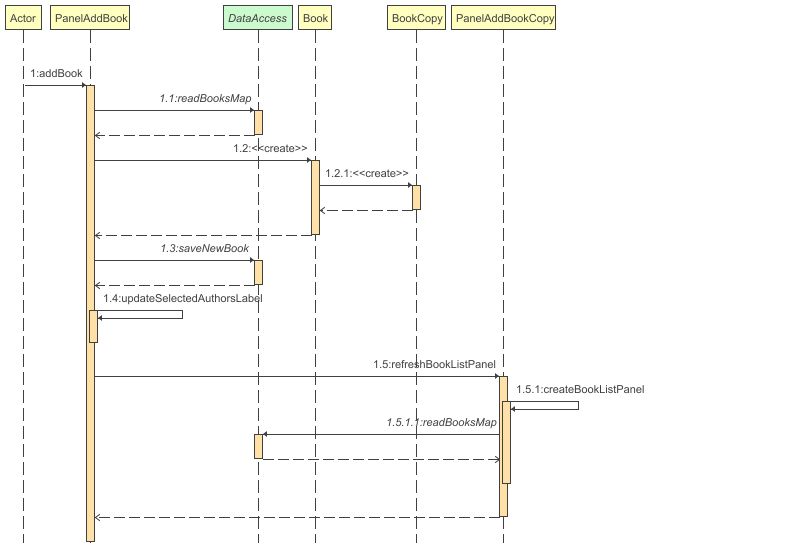 Actor PanelAddBook DataAccess Book BookCopy PanelAddBookCopy
1:addBook
1.1:readBooksMap
1.2:<<create>>
1.2.1:<<create>>
1.3:saveNewBook
1.4:updateSelectedAuthorsLabel
1.5:refreshBookListPanel
1.5.1:createBookListPanel
1.5.1.1:readBooksMap